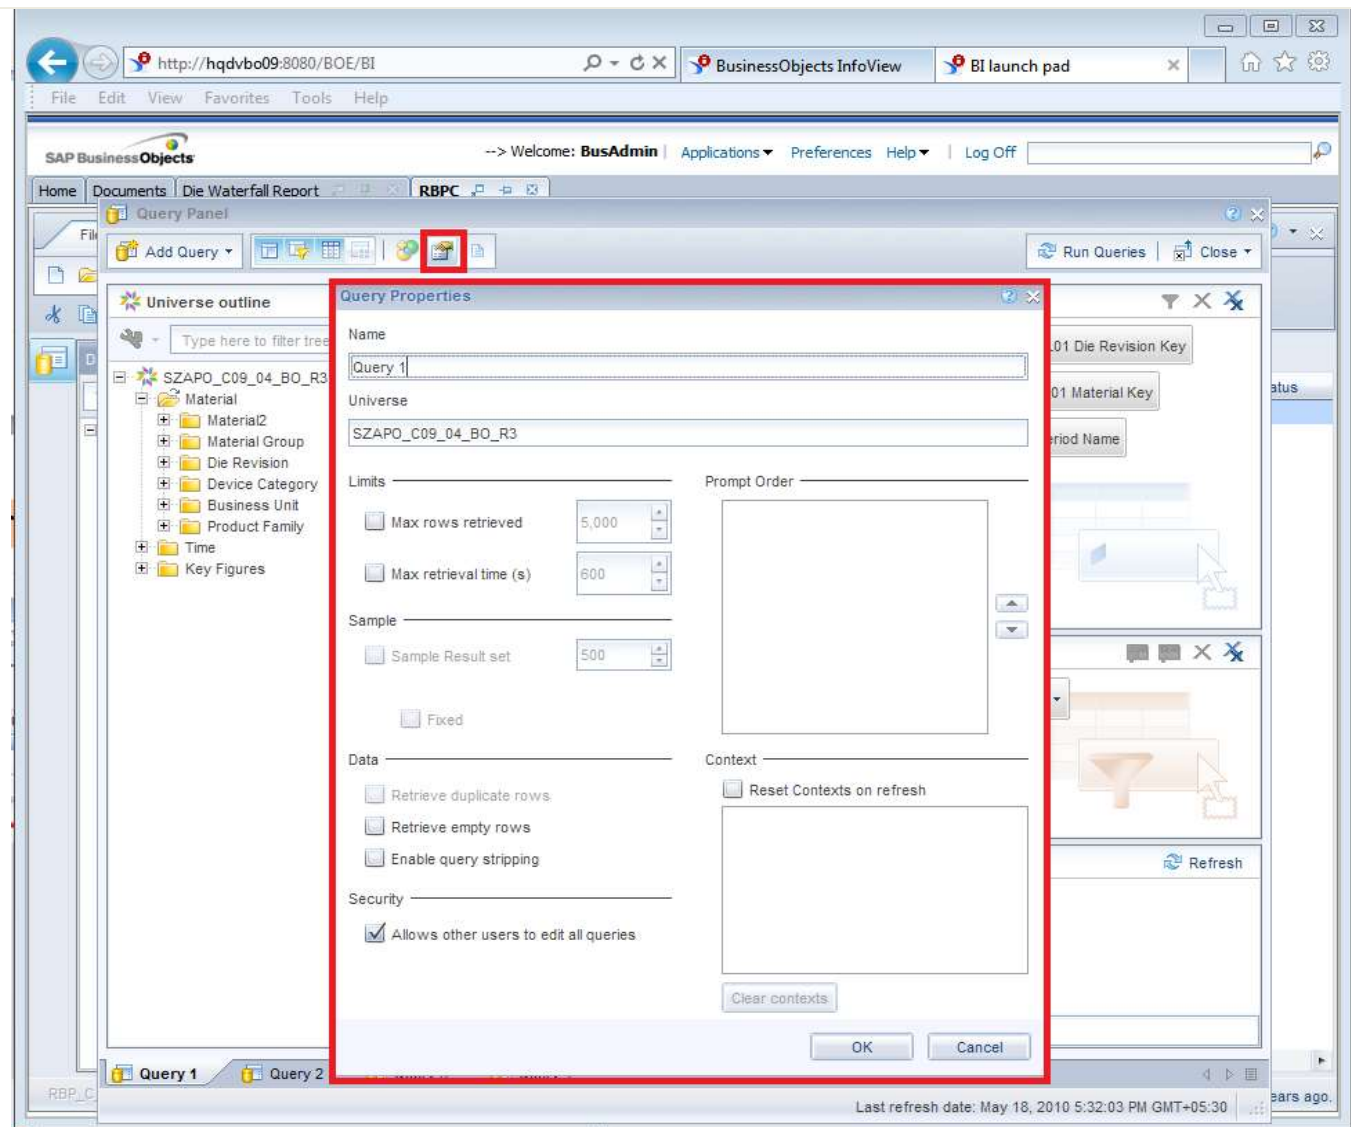 http://hqdvbo09:8080/BOE/BI
BusinessObjects InfoView
BI launch pad
File Edit View Favorites Tools Help
SAP BusinessObjects
--> Welcome: BusAdmin | Applications Preferences Help | Log Off
Home Documents Die Waterfall Report RBPC
Query Panel
Add Query
Run Queries | Close
Universe outline
Type here to filter tree
SZAPO_C09_04_BO_R3
Material
Material2
Material Group
Die Revision
Device Category
Business Unit
Product Family
Time
Key Figures
Query Properties
Name
Query 1
Universe
SZAPO_C09_04_BO_R3
Limits
Max rows retrieved 5,000
Max retrieval time (s) 600
Sample
Sample Result set 500
Fixed
Data
Retrieve duplicate rows
Retrieve empty rows
Enable query stripping
Security
Allows other users to edit all queries
Prompt Order
Context
Reset Contexts on refresh
Clear contexts
OK Cancel
L01 Die Revision Key
01 Material Key
eriod Name
atus
Refresh
Query 1 Query 2
RBP_C
ears ago.
Last refresh date: May 18, 2010 5:32:03 PM GMT+05:30